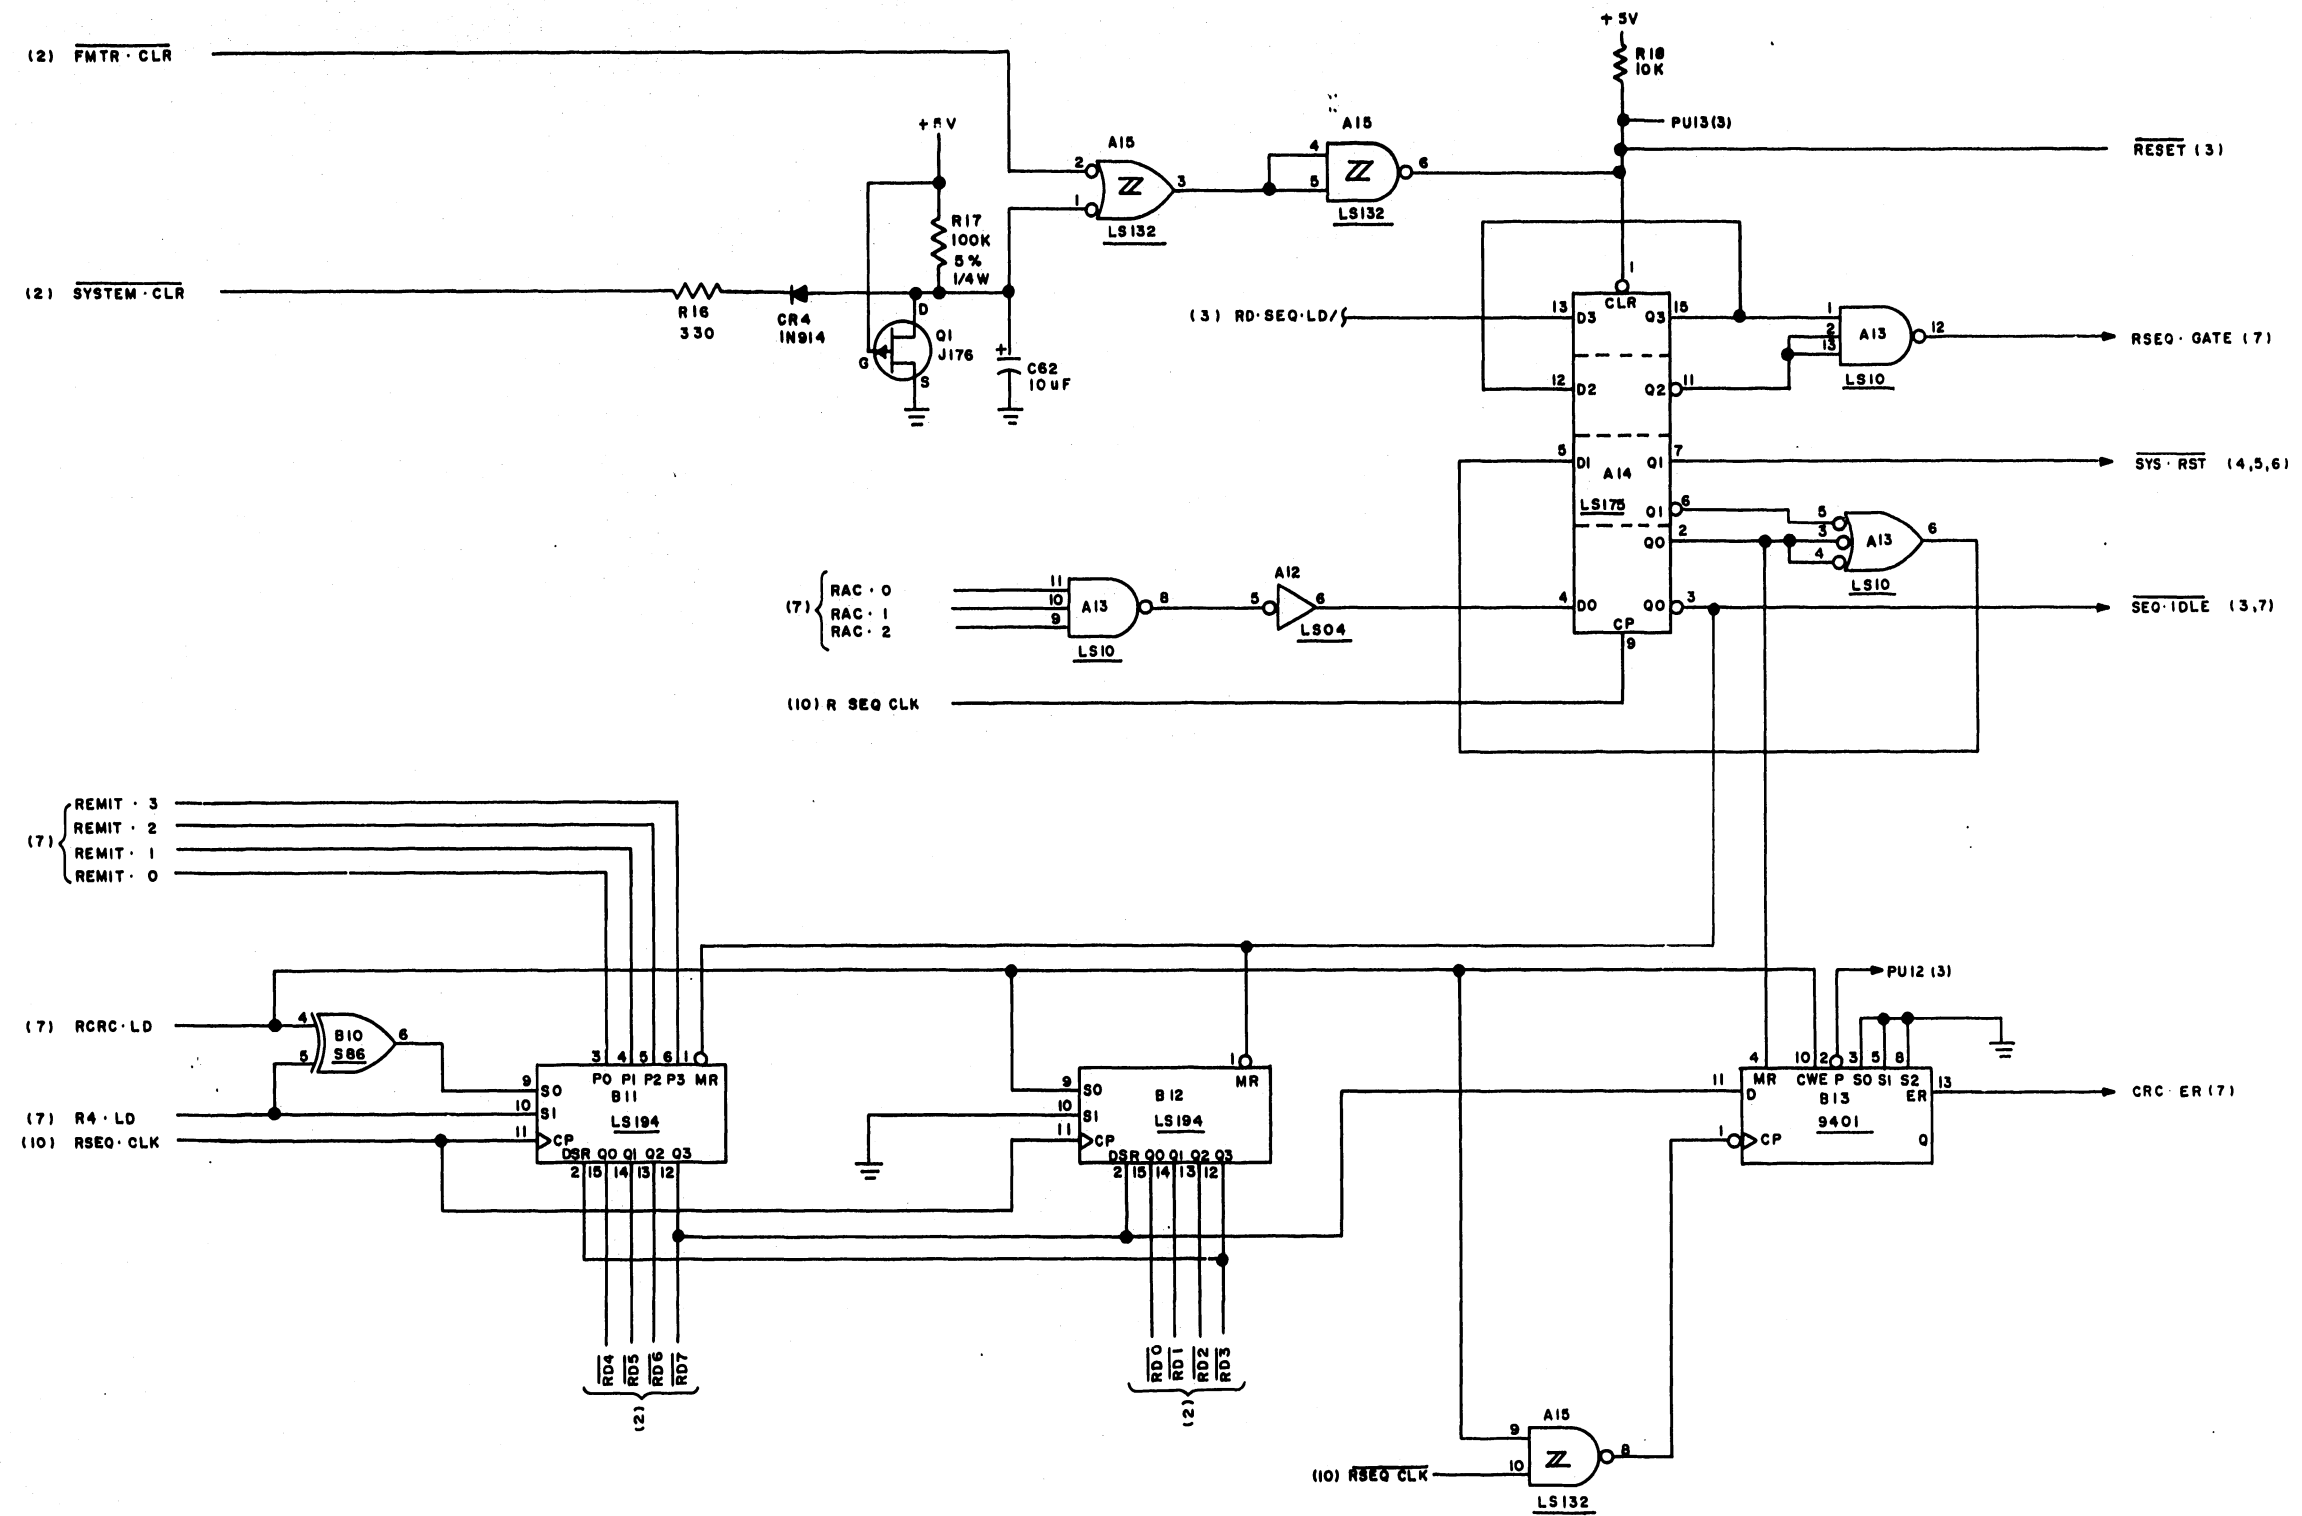 +5V
R18
10K
(2) FMTR·CLR
PU13(3)
RESET (3)
+5V
A15
2
1
3
LS132
A15
4
5
6
LS132
R17
100K
5%
1/4W
(2) SYSTEM·CLR
R16
330
CR4
1N914
D
G
S
Q1
J176
+
C62
10uF
1
CLR
(3) RD·SEQ·LD/
13
D3
Q3
15
12
D2
Q2
11
5
D1
Q1
7
A14
LS175
Q1
6
Q0
2
4
D0
Q0
3
CP
9
1
2
13
A13
12
LS10
RSEQ·GATE (7)
SYS·RST (4,5,6)
5
3
4
A13
6
LS10
SEQ·IDLE (3,7)
(7)
RAC·0
RAC·1
RAC·2
11
10
9
A13
8
LS10
A12
5
6
LS04
(10) R SEQ CLK
(7)
REMIT·3
REMIT·2
REMIT·1
REMIT·0
PU12 (3)
(7) RCRC·LD
4
5
B10
S86
6
(7) R4·LD
(10) RSEQ·CLK
3 4 5 6 1
P0 P1 P2 P3 MR
9
S0
10
S1
11
CP
B11
LS194
DSR Q0 Q1 Q2 Q3
2 15 14 13 12
1
MR
9
S0
10
S1
11
CP
B12
LS194
DSR Q0 Q1 Q2 Q3
2 15 14 13 12
4 10 2 3 5 8
MR CWE P S0 S1 S2
11
D
B13
9401
ER
13
1
CP
Q
CRC·ER (7)
RD4
RD5
RD6
RD7
(2)
RD0
RD1
RD2
RD3
(2)
A15
9
10
8
LS132
(10) RSEQ CLK